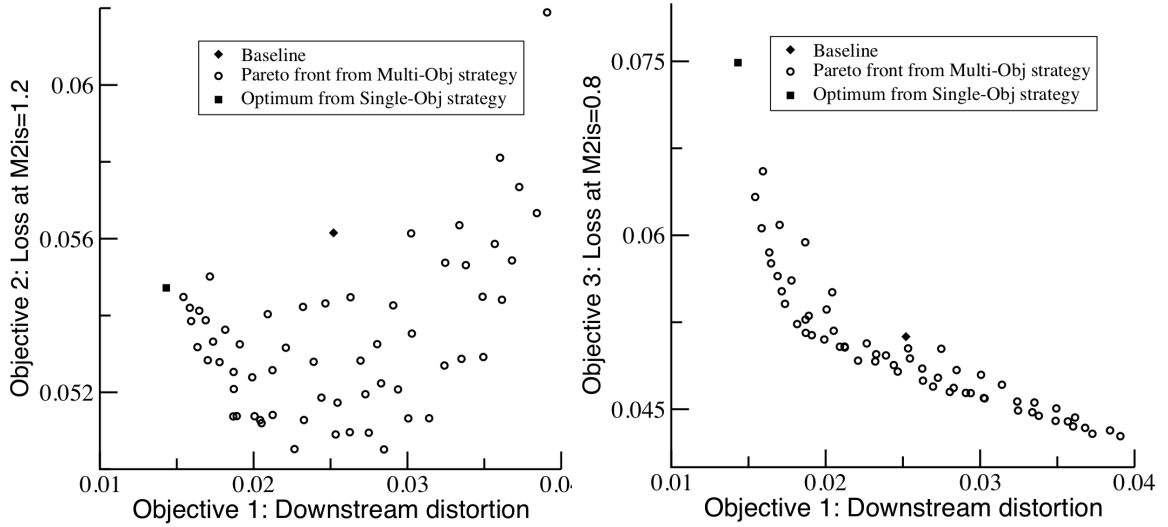 Baseline
Pareto front from Multi-Obj strategy
Optimum from Single-Obj strategy
Objective 2: Loss at M2is=1.2
0.06
0.056
0.052
0.01
0.02
0.03
0.04
Objective 1: Downstream distortion
Baseline
Pareto front from Multi-Obj strategy
Optimum from Single-Obj strategy
Objective 3: Loss at M2is=0.8
0.075
0.06
0.045
0.01
0.02
0.03
0.04
Objective 1: Downstream distortion